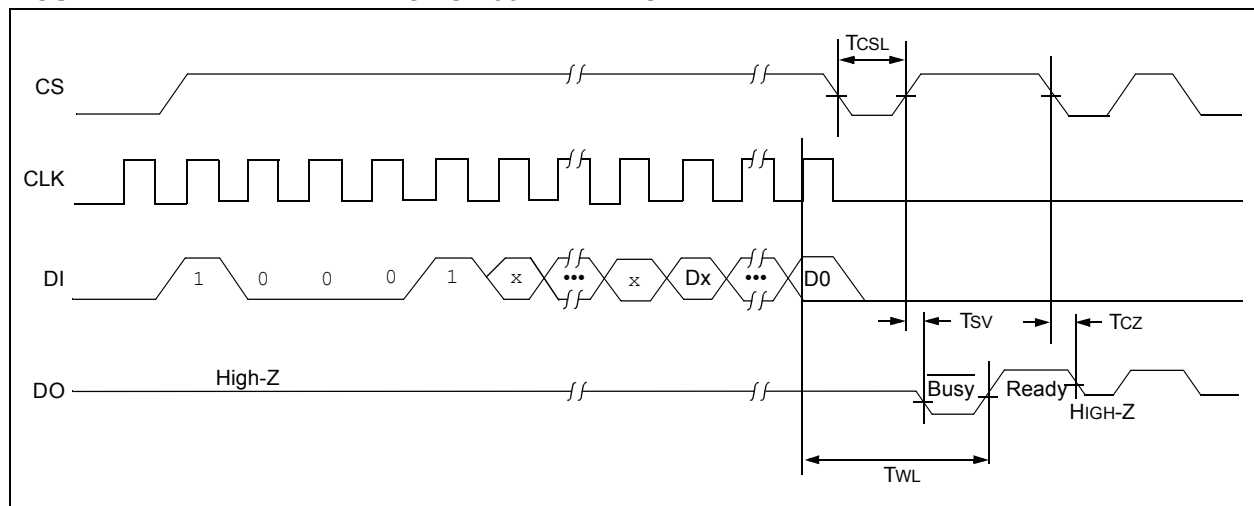 TCSL
CS
CLK
DI 1 0 0 0 1 x ••• x Dx ••• D0
TSV TCZ
High-Z
DO Busy Ready
HIGH-Z
TWL